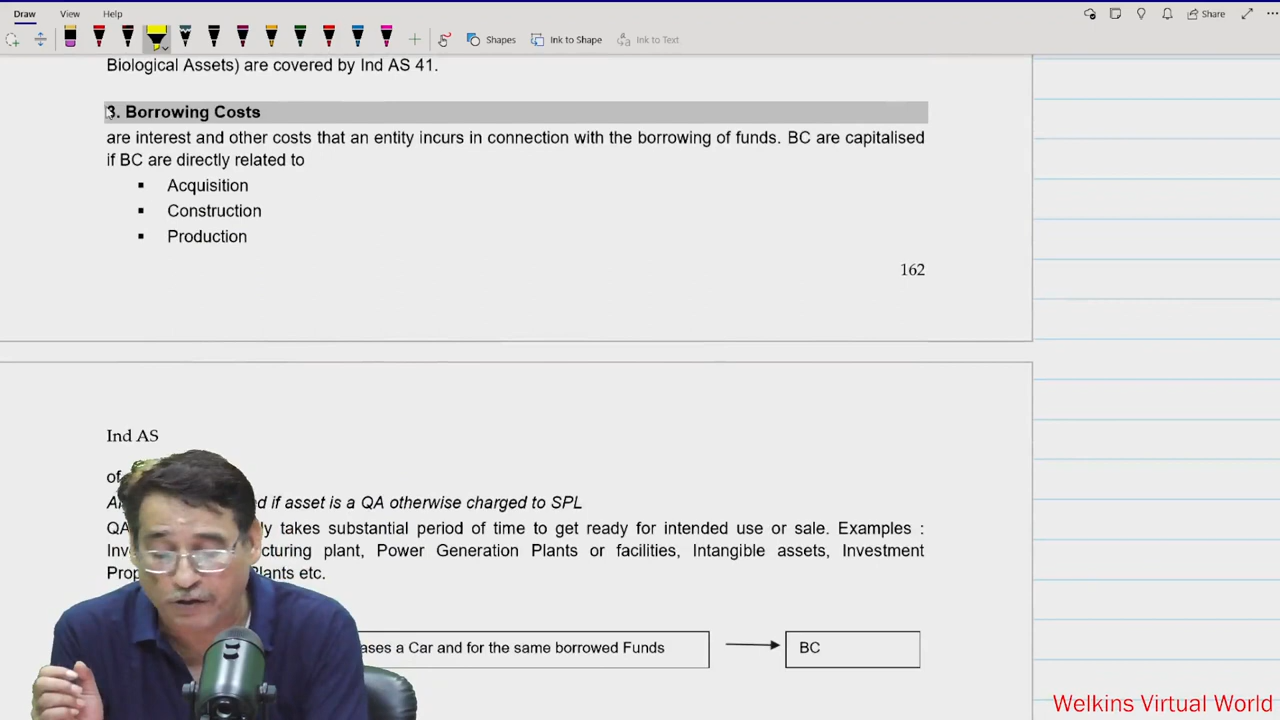 Draw View Help
Share
Shapes Ink to Shape Ink to Text
Biological Assets) are covered by Ind AS 41.
3. Borrowing Costs
are interest and other costs that an entity incurs in connection with the borrowing of funds. BC are capitalised
if BC are directly related to
▪ Acquisition
▪ Construction
▪ Production
162
Ind AS
of
if asset is a QA otherwise charged to SPL
QA takes substantial period of time to get ready for intended use or sale. Examples :
plant, Power Generation Plants or facilities, Intangible assets, Investment
Plants etc.
a Car and for the same borrowed Funds
BC
Welkins Virtual World